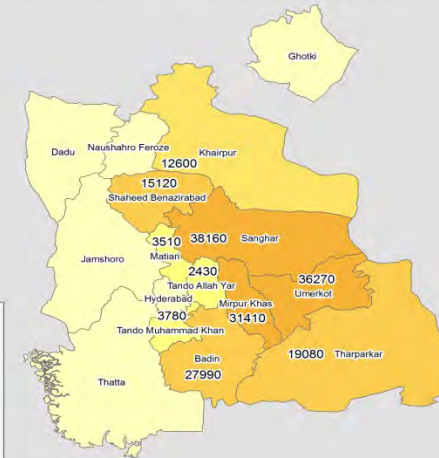 Ghotki
Dadu
Naushahro Feroze
Khairpur
12600
15120
Shaheed Benazirabad
38160
Sanghar
3510
Matiari
Jamshoro
2430
Tando Allah Yar
36270
Umerkot
Hyderabad
Mirpur Khas
31410
3780
Tando Muhammad Khan
Badin
27990
19080
Tharparkar
Thatta